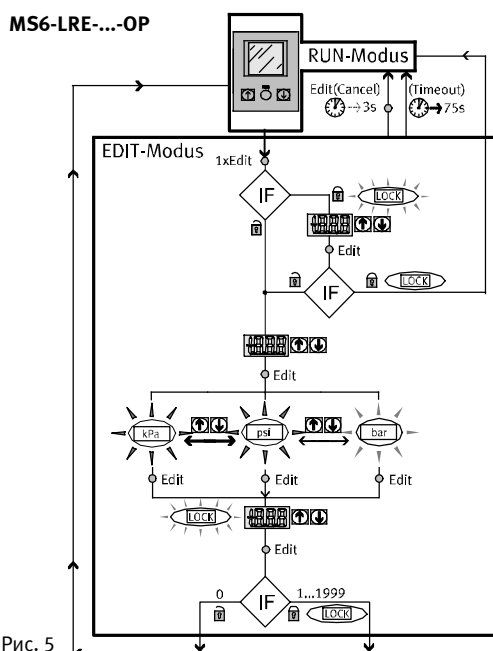 MS6-LRE-...-OP
RUN-Modus
Edit(Cancel)
3s
(Timeout)
75s
EDIT-Modus
1xEdit
IF
LOCK
Edit
IF
LOCK
Edit
kPa
psi
bar
Edit
Edit
Edit
LOCK
Edit
0
IF
1...1999
LOCK
Рис. 5